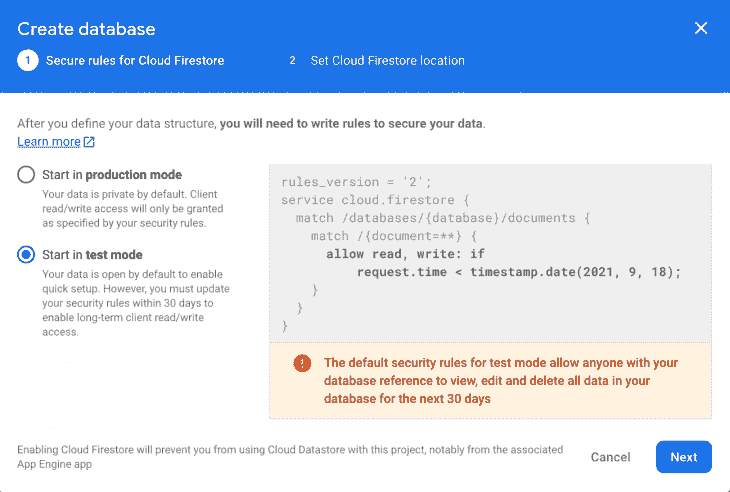 Create database
1 Secure rules for Cloud Firestore 2 Set Cloud Firestore location
After you define your data structure, you will need to write rules to secure your data.
Learn more
Start in production mode
Your data is private by default. Client
read/write access will only be granted
as specified by your security rules.
Start in test mode
Your data is open by default to enable
quick setup. However, you must update
your security rules within 30 days to
enable long-term client read/write
access.
rules_version = '2';
service cloud.firestore {
match /databases/{database}/documents {
match /{document=**} {
allow read, write: if
request.time < timestamp.date(2021, 9, 18);
}
}
}
! The default security rules for test mode allow anyone with your
database reference to view, edit and delete all data in your
database for the next 30 days
Enabling Cloud Firestore will prevent you from using Cloud Datastore with this project, notably from the associated
App Engine app
Cancel Next